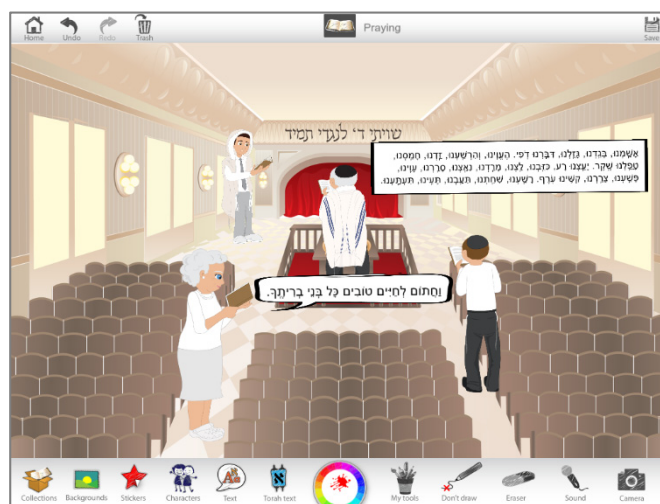 Home
Undo
Redo
Trash
Praying
Save
שויתי ד' לנגדי תמיד
אָשַׁמְנוּ, בָּגַדְנוּ, גָּזַלְנוּ, דִּבַּרְנוּ דֹפִי. הֶעֱוִינוּ, וְהִרְשַׁעְנוּ, זַדְנוּ, חָמַסְנוּ,
טָפַלְנוּ שֶׁקֶר. יָעַצְנוּ רָע, כִּזַּבְנוּ, לַצְנוּ, מָרַדְנוּ, נִאַצְנוּ, סָרַרְנוּ, עָוִינוּ,
פָּשַׁעְנוּ, צָרַרְנוּ, קִשִּׁינוּ עֹרֶף. רָשַׁעְנוּ, שִׁחַתְנוּ, תִּעַבְנוּ, תָּעִינוּ, תִּעְתָּעְנוּ.
וַחֲתוֹם לְחַיִּים טוֹבִים כָּל בְּנֵי בְרִיתֶךָ.
Collections
Backgrounds
Stickers
Characters
Text
Torah text
My tools
Don't draw
Eraser
Sound
Camera